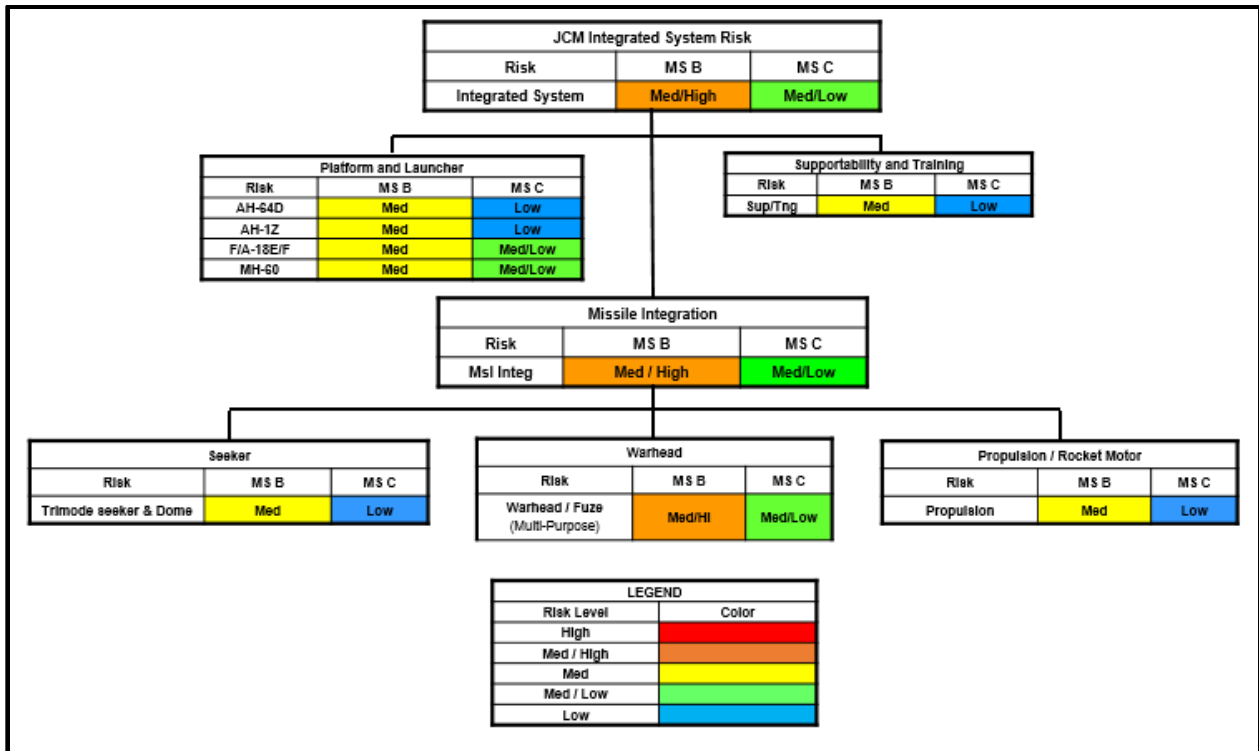 JCM Integrated System Risk
Risk MS B MS C
Integrated System Med/High Med/Low
Platform and Launcher
Risk MS B MS C
AH-64D Med Low
AH-1Z Med Low
F/A-18E/F Med Med/Low
MH-60 Med Med/Low
Supportability and Training
Risk MS B MS C
Sup/Tng Med Low
Missile Integration
Risk MS B MS C
Msl Integ Med / High Med/Low
Seeker
Risk MS B MS C
Trimode seeker & Dome Med Low
Warhead
Risk MS B MS C
Warhead / Fuze
(Multi-Purpose) Med/Hi Med/Low
Propulsion / Rocket Motor
Risk MS B MS C
Propulsion Med Low
LEGEND
Risk Level Color
High
Med / High
Med
Med / Low
Low